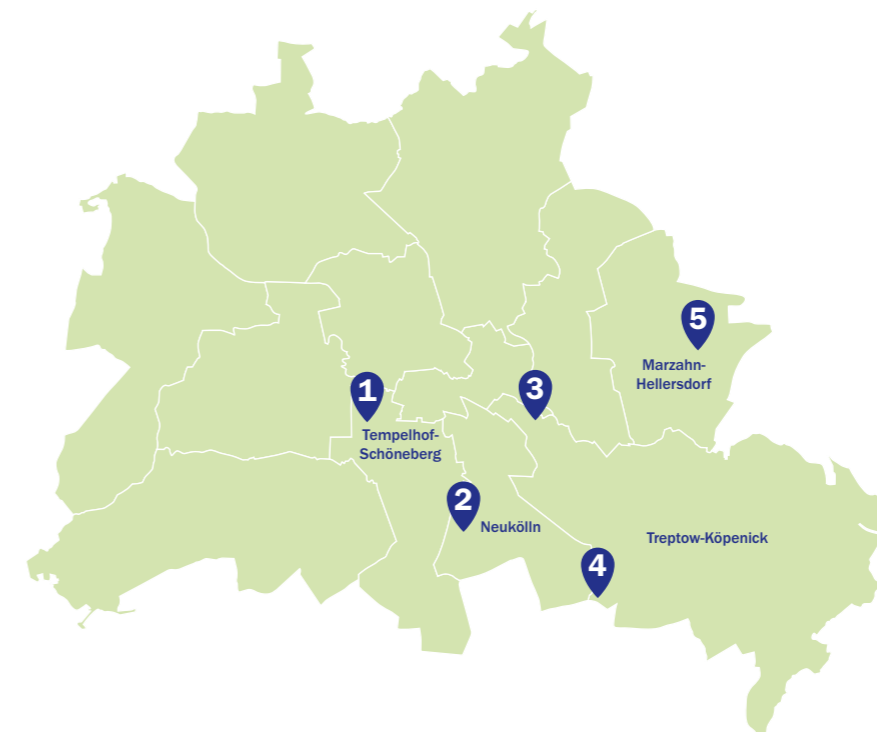 5
Marzahn-
Hellersdorf
1
3
Tempelhof-
Schöneberg
2
Neukölln
Treptow-Köpenick
4